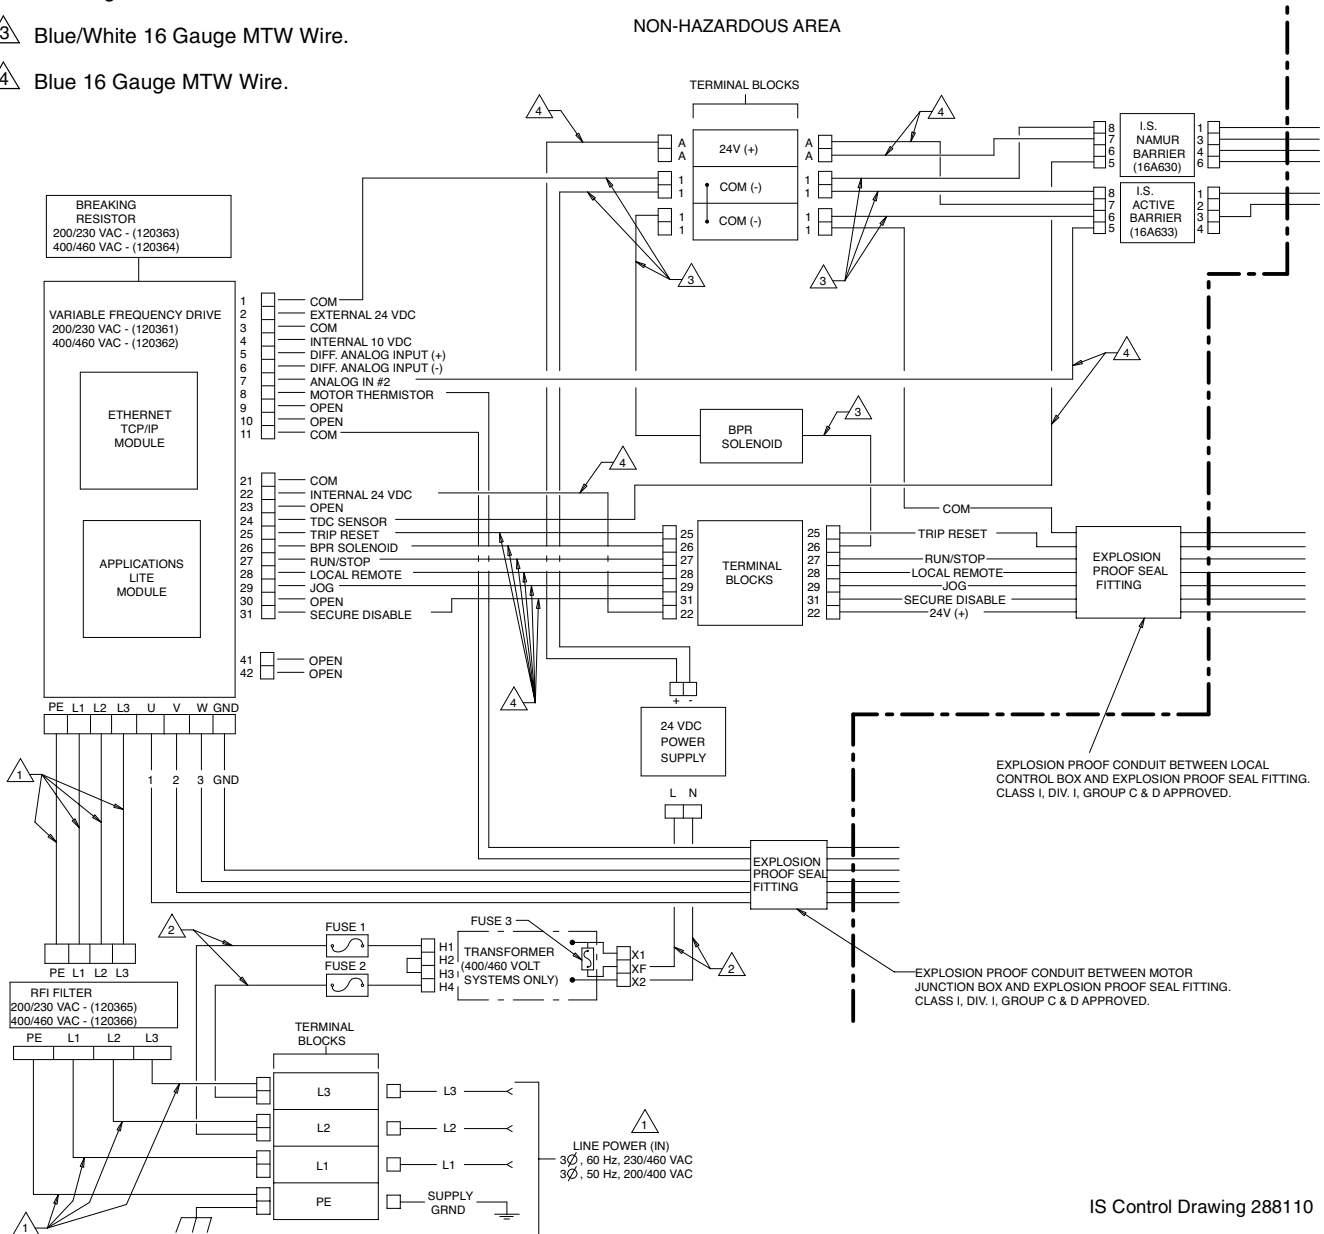 3 Blue/White 16 Gauge MTW Wire.
4 Blue 16 Gauge MTW Wire.
NON-HAZARDOUS AREA
TERMINAL BLOCKS
4
4
A
A
24V (+)
A
A
1
1
COM (-)
1
1
1
1
COM (-)
1
1
3
3
8
7
6
5
I.S.
NAMUR
BARRIER
(16A630)
1
3
4
6
8
7
6
5
I.S.
ACTIVE
BARRIER
(16A633)
1
2
3
4
BREAKING
RESISTOR
200/230 VAC - (120363)
400/460 VAC - (120364)
VARIABLE FREQUENCY DRIVE
200/230 VAC - (120361)
400/460 VAC - (120362)
ETHERNET
TCP/IP
MODULE
APPLICATIONS
LITE
MODULE
1 COM
2 EXTERNAL 24 VDC
3 COM
4 INTERNAL 10 VDC
5 DIFF. ANALOG INPUT (+)
6 DIFF. ANALOG INPUT (-)
7 ANALOG IN #2
8 MOTOR THERMISTOR
9 OPEN
10 OPEN
11 COM
21 COM
22 INTERNAL 24 VDC
23 OPEN
24 TDC SENSOR
25 TRIP RESET
26 BPR SOLENOID
27 RUN/STOP
28 LOCAL REMOTE
29 JOG
30 OPEN
31 SECURE DISABLE
41 OPEN
42 OPEN
4
BPR
SOLENOID
3
4
4
25
26
27
28
29
31
22
TERMINAL
BLOCKS
25
26
27
28
29
31
22
COM
TRIP RESET
RUN/STOP
LOCAL REMOTE
JOG
SECURE DISABLE
24V (+)
EXPLOSION
PROOF SEAL
FITTING
+ -
24 VDC
POWER
SUPPLY
L N
EXPLOSION PROOF CONDUIT BETWEEN LOCAL
CONTROL BOX AND EXPLOSION PROOF SEAL FITTING.
CLASS I, DIV. I, GROUP C & D APPROVED.
PE L1 L2 L3 U V W GND
1
1 2 3 GND
EXPLOSION
PROOF SEAL
FITTING
2
FUSE 1
FUSE 2
H1
H2
H3
H4
FUSE 3
TRANSFORMER
(400/460 VOLT
SYSTEMS ONLY)
X1
XF
X2
2
EXPLOSION PROOF CONDUIT BETWEEN MOTOR
JUNCTION BOX AND EXPLOSION PROOF SEAL FITTING.
CLASS I, DIV. I, GROUP C & D APPROVED.
PE L1 L2 L3
RFI FILTER
200/230 VAC - (120365)
400/460 VAC - (120366)
PE L1 L2 L3
TERMINAL
BLOCKS
L3 L3
L2 L2
L1 L1
PE SUPPLY
GRND
1
LINE POWER (IN)
3Ø, 60 Hz, 230/460 VAC
3Ø, 50 Hz, 200/400 VAC
1
IS Control Drawing 288110